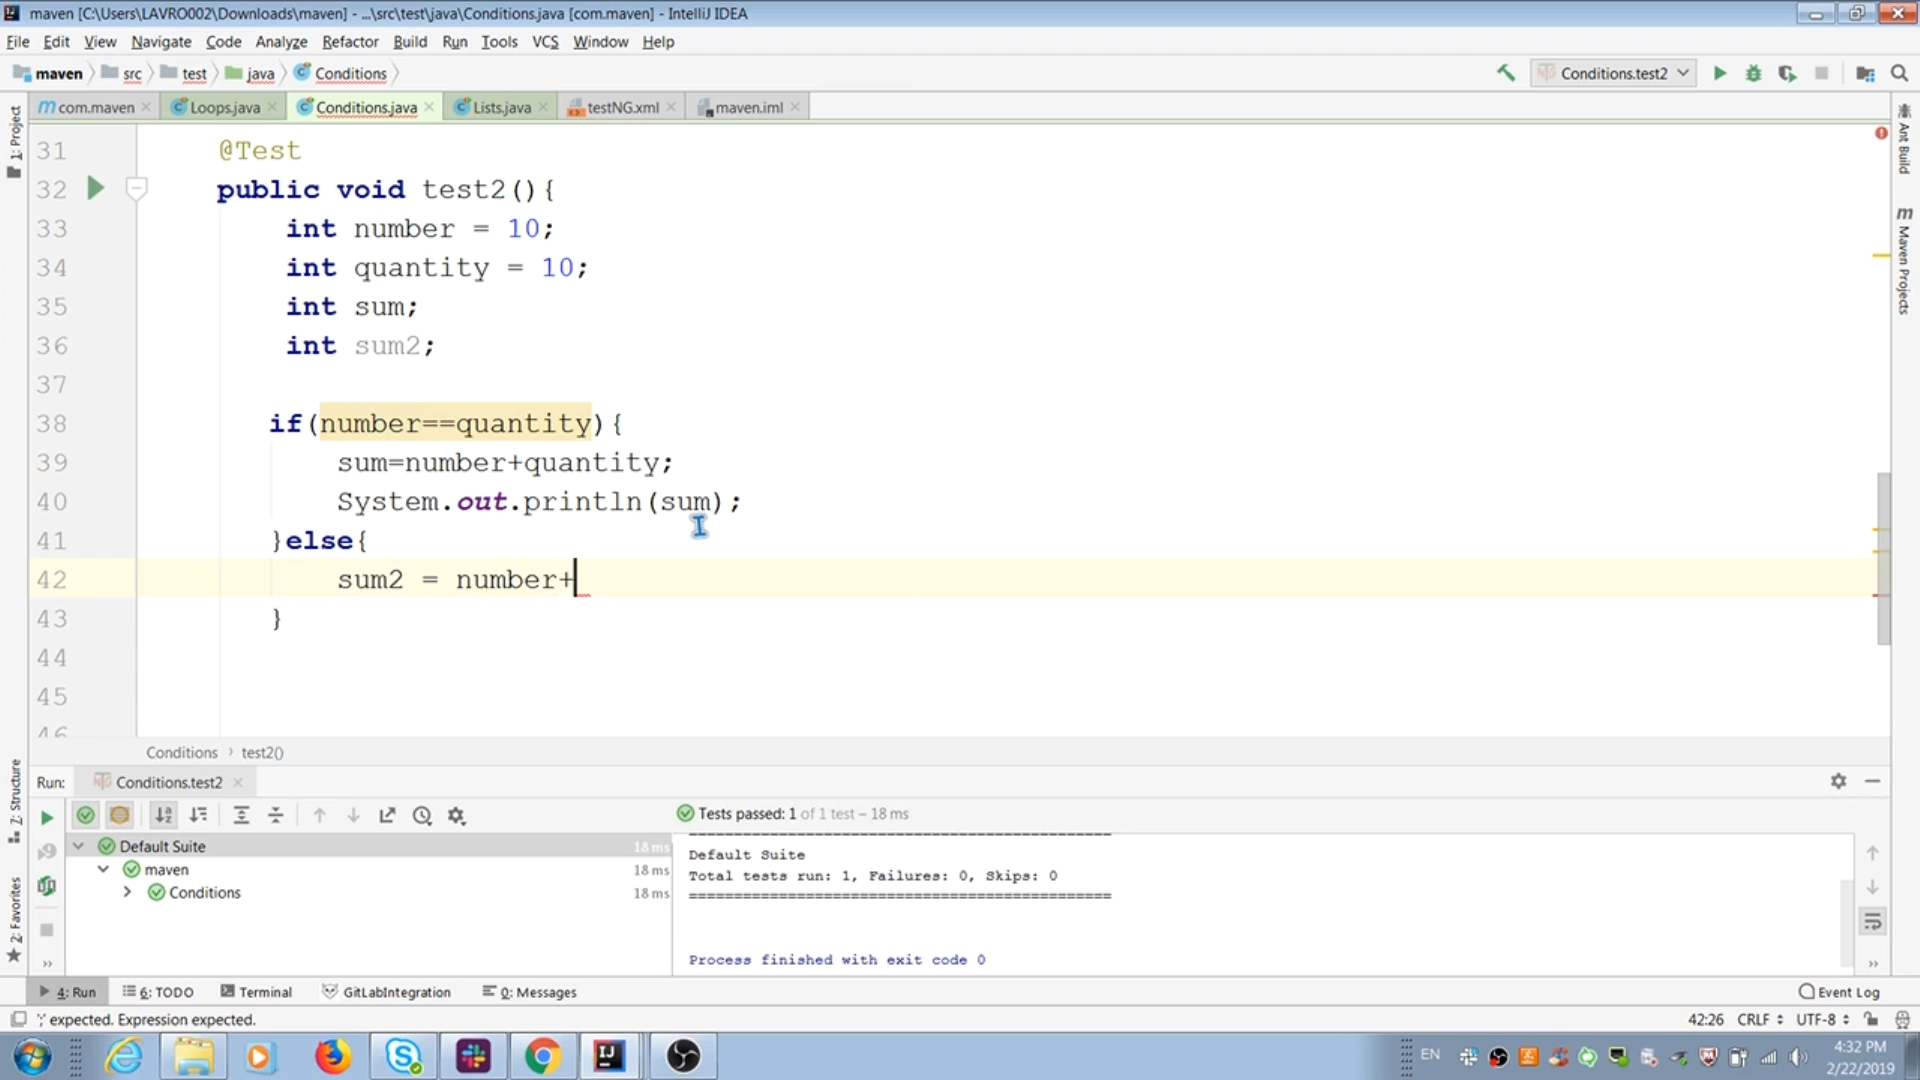 maven [C:\Users\LAVRO002\Downloads\maven] - ...\src\test\java\Conditions.java [com.maven] - IntelliJ IDEA
File Edit View Navigate Code Analyze Refactor Build Run Tools VCS Window Help
maven src test java Conditions Conditions.test2
com.maven Loops.java Conditions.java Lists.java testNG.xml maven.iml
1: Project
Ant Build
Maven Projects
31 @Test
32 public void test2(){
33 int number = 10;
34 int quantity = 10;
35 int sum;
36 int sum2;
37
38 if(number==quantity){
39 sum=number+quantity;
40 System.out.println(sum);
41 }else{
42 sum2 = number+
43 }
44
45
46
Conditions › test2()
7: Structure
2: Favorites
Run: Conditions.test2
Tests passed: 1 of 1 test – 18 ms
Default Suite 18 ms
maven 18 ms
Conditions 18 ms
Default Suite
Total tests run: 1, Failures: 0, Skips: 0
Process finished with exit code 0
4: Run 6: TODO Terminal GitLabIntegration 0: Messages Event Log
';' expected. Expression expected. 42:26 CRLF UTF-8
EN
4:32 PM
2/22/2019